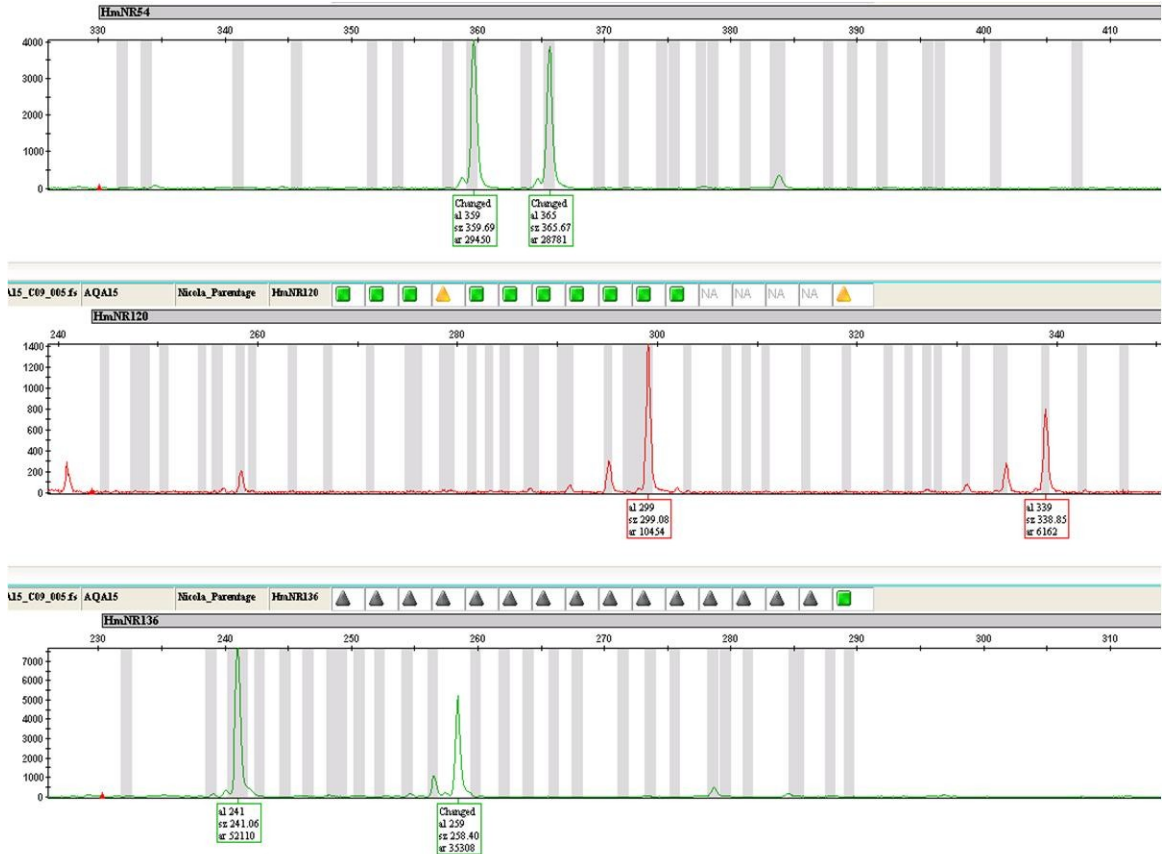 HmNR54
330 340 350 360 370 380 390 400 410
4000
3000
2000
1000
0
Changed Changed
al 359 al 365
sz 359.69 sz 365.67
ar 29450 ar 28781
A15_C09_005.fs AQA15 Nicola_Parentage HmNR120 NA NA NA NA
HmNR120
240 260 280 300 320 340
1400
1200
1000
800
600
400
200
0
al 299 al 339
sz 299.08 sz 338.85
ar 10454 ar 6162
A15_C09_005.fs AQA15 Nicola_Parentage HmNR136
HmNR136
230 240 250 260 270 280 290 300 310
7000
6000
5000
4000
3000
2000
1000
0
al 241 Changed
sz 241.06 al 259
ar 52110 sz 258.40
ar 35308